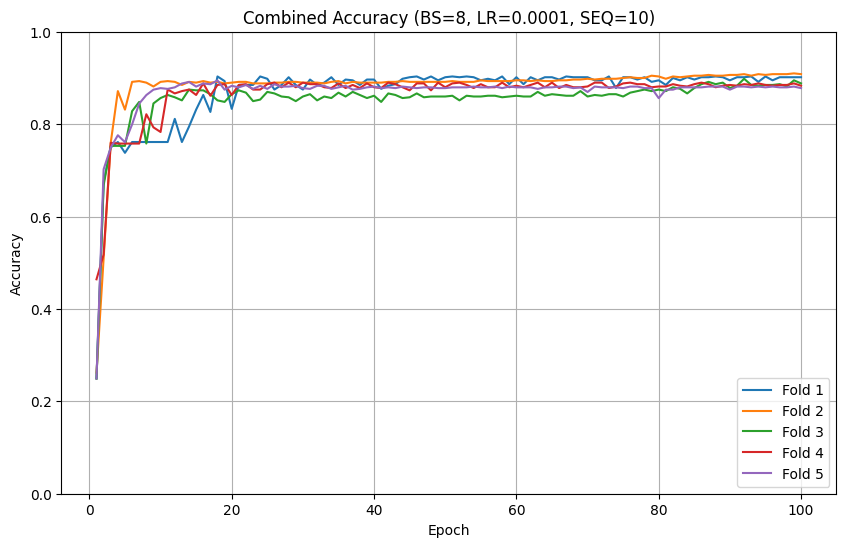 Combined Accuracy (BS=8, LR=0.0001, SEQ=10)
1.0
0.8
0.6
0.4
0.2
0.0
Accuracy
0 20 40 60 80 100
Epoch
Fold 1
Fold 2
Fold 3
Fold 4
Fold 5